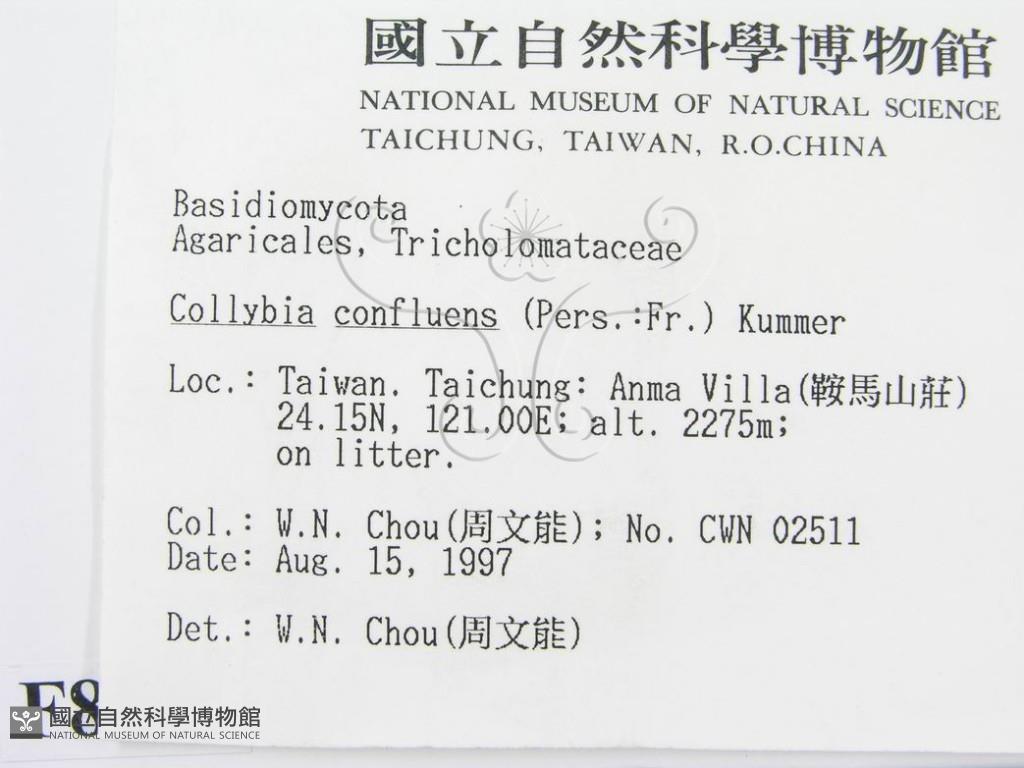 國立自然科學博物館
NATIONAL MUSEUM OF NATURAL SCIENCE
TAICHUNG, TAIWAN, R.O.CHINA
Basidiomycota
Agaricales, Tricholomataceae
Collybia confluens (Pers.:Fr.) Kummer
Loc.: Taiwan. Taichung: Anma Villa(鞍馬山莊)
24.15N, 121.00E; alt. 2275m;
on litter.
Col.: W.N. Chou(周文能); No. CWN 02511
Date: Aug. 15, 1997
Det.: W.N. Chou(周文能)
F8
國立自然科學博物館
NATIONAL MUSEUM OF NATURAL SCIENCE